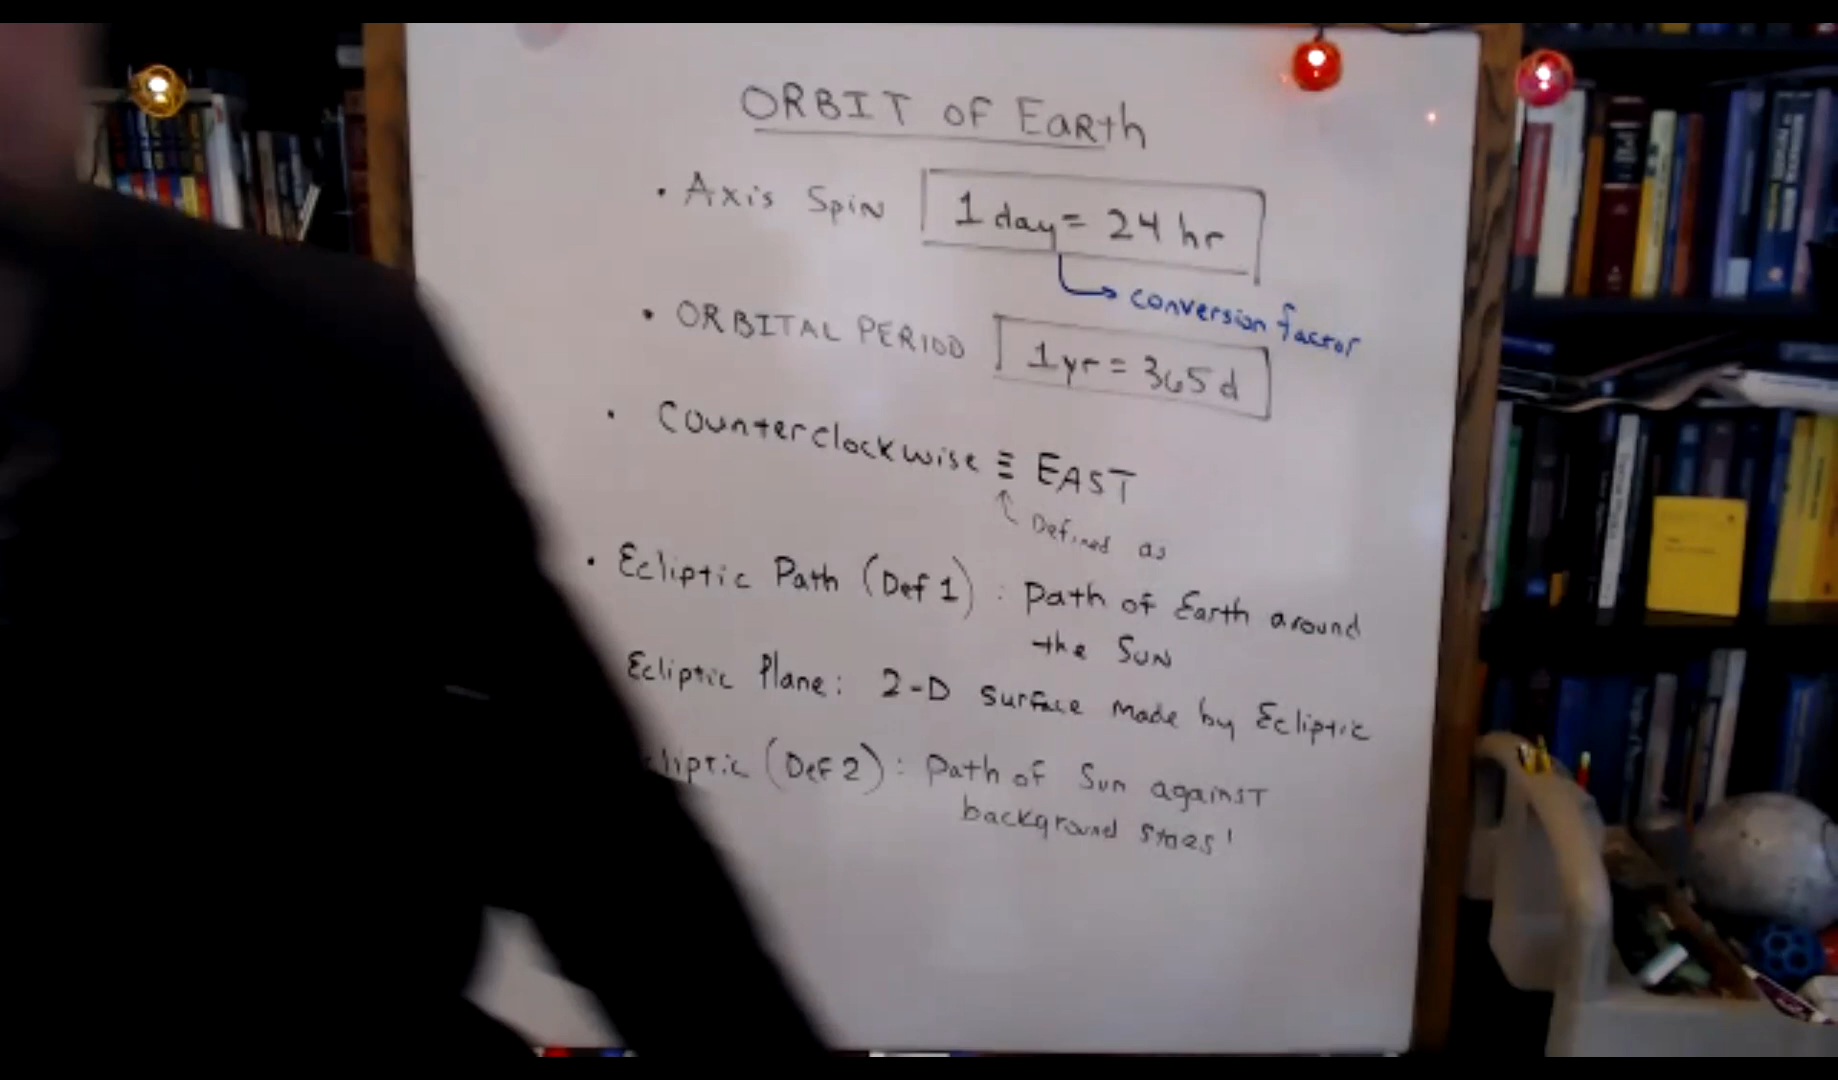 ORBIT OF Earth
• Axis Spin 1 day = 24 hr
conversion factor
• ORBITAL PERIOD 1 yr = 365 d
• Counterclockwise ≡ EAST
Defined as
• Ecliptic Path (Def 1) : Path of Earth around
the Sun
Ecliptic Plane: 2-D surface made by Ecliptic
cliptic (Def 2) : Path of Sun against
background stars